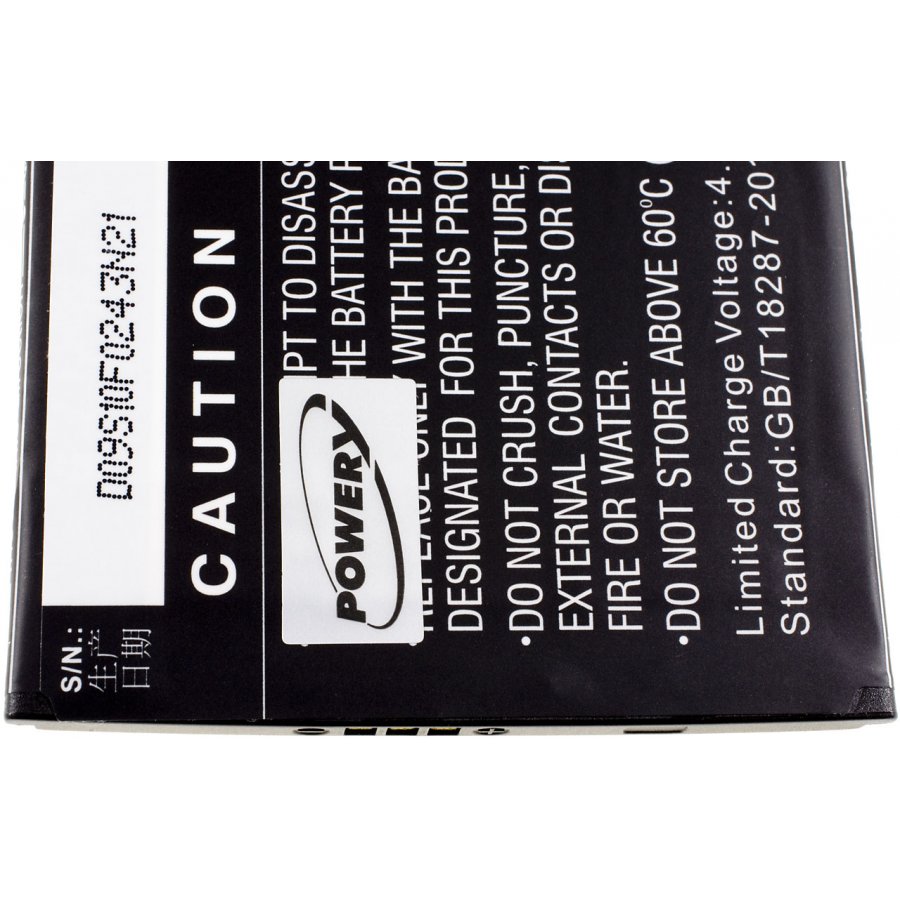 S/N.:
生产
日期
D09S10F0243N21
CAUTION
PT TO DISASS
HE BATTERY
WITH THE BA
DESIGNATED FOR THIS PROD
•DO NOT CRUSH, PUNCTURE,
EXTERNAL CONTACTS OR DI
FIRE OR WATER.
•DO NOT STORE ABOVE 60°C
Limited Charge Voltage:4.
Standard:GB/T18287-20
POWERY
- +